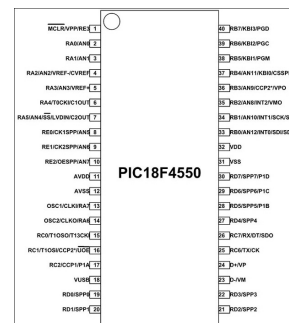 MCLR/VPP/RE3 1
RA0/AN0 2
RA1/AN1 3
RA2/AN2/VREF-/CVREF 4
RA3/AN3/VREF+ 5
RA4/T0CKI/C1OUT 6
RA5/AN4/SS/LVDIN/C2OUT 7
RE0/CK1SPP/AN5 8
RE1/CK2SPP/AN6 9
RE2/OESPP/AN7 10
AVDD 11
AVSS 12
OSC1/CLKI/RA7 13
OSC2/CLKO/RA6 14
RC0/T1OSO/T13CKI 15
RC1/T1OSI/CCP2*/UOE 16
RC2/CCP1/P1A 17
VUSB 18
RD0/SPP0 19
RD1/SPP1 20
PIC18F4550
40 RB7/KBI3/PGD
39 RB6/KBI2/PGC
38 RB5/KBI1/PGM
37 RB4/AN11/KBI0/CSSPP
36 RB3/AN9/CCP2*/VPO
35 RB2/AN8/INT2/VMO
34 RB1/AN10/INT1/SCK/S
33 RB0/AN12/INT0/SDI/SD
32 VDD
31 VSS
30 RD7/SPP7/P1D
29 RD6/SPP6/P1C
28 RD5/SPP5/P1B
27 RD4/SPP4
26 RC7/RX/DT/SDO
25 RC6/TX/CK
24 D+/VP
23 D-/VM
22 RD3/SPP3
21 RD2/SPP2